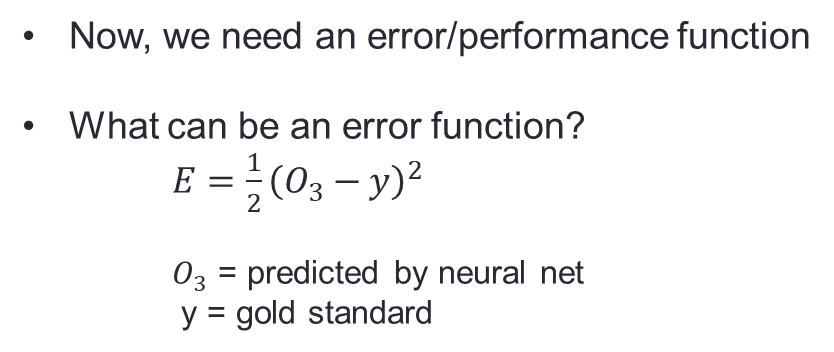 • Now, we need an error/performance function
• What can be an error function?
E = 1/2 (O₃ − y)²
O₃ = predicted by neural net
y = gold standard